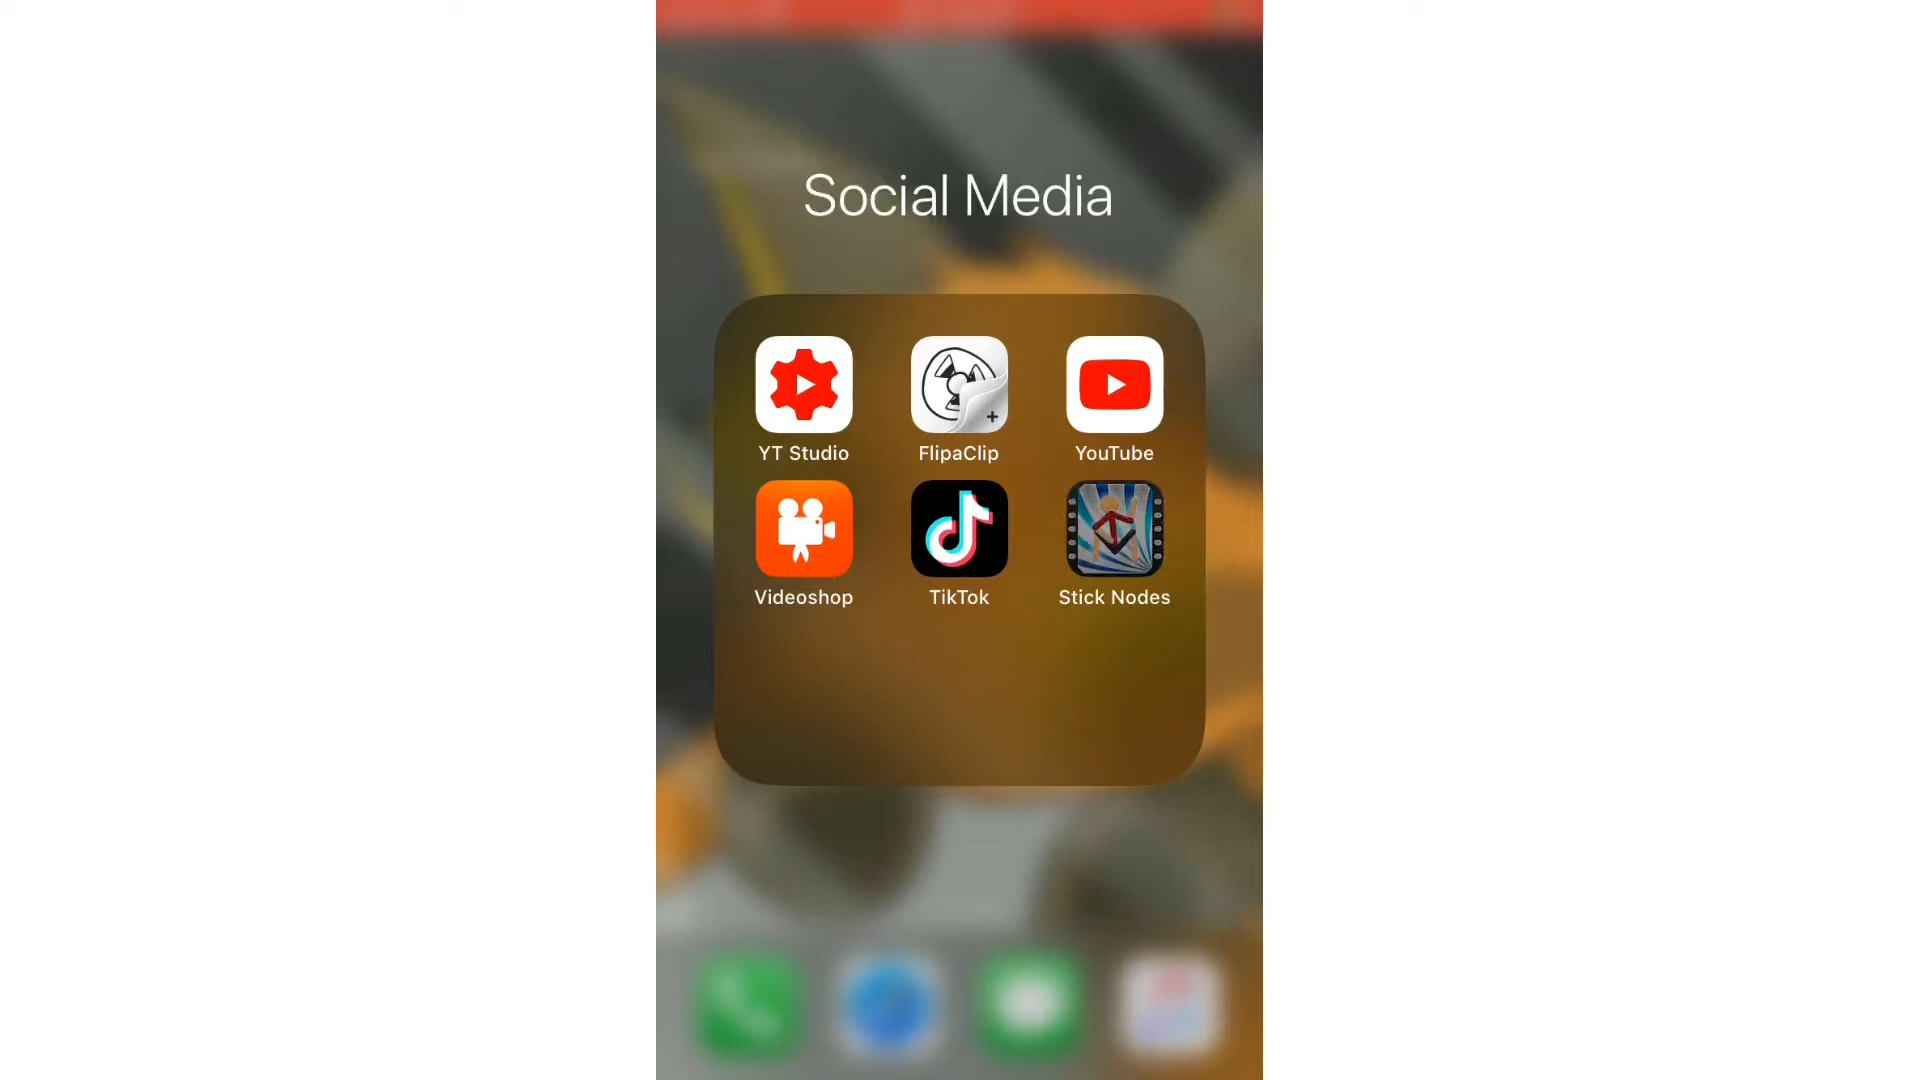 Social Media
YT Studio
FlipaClip
YouTube
Videoshop
TikTok
Stick Nodes